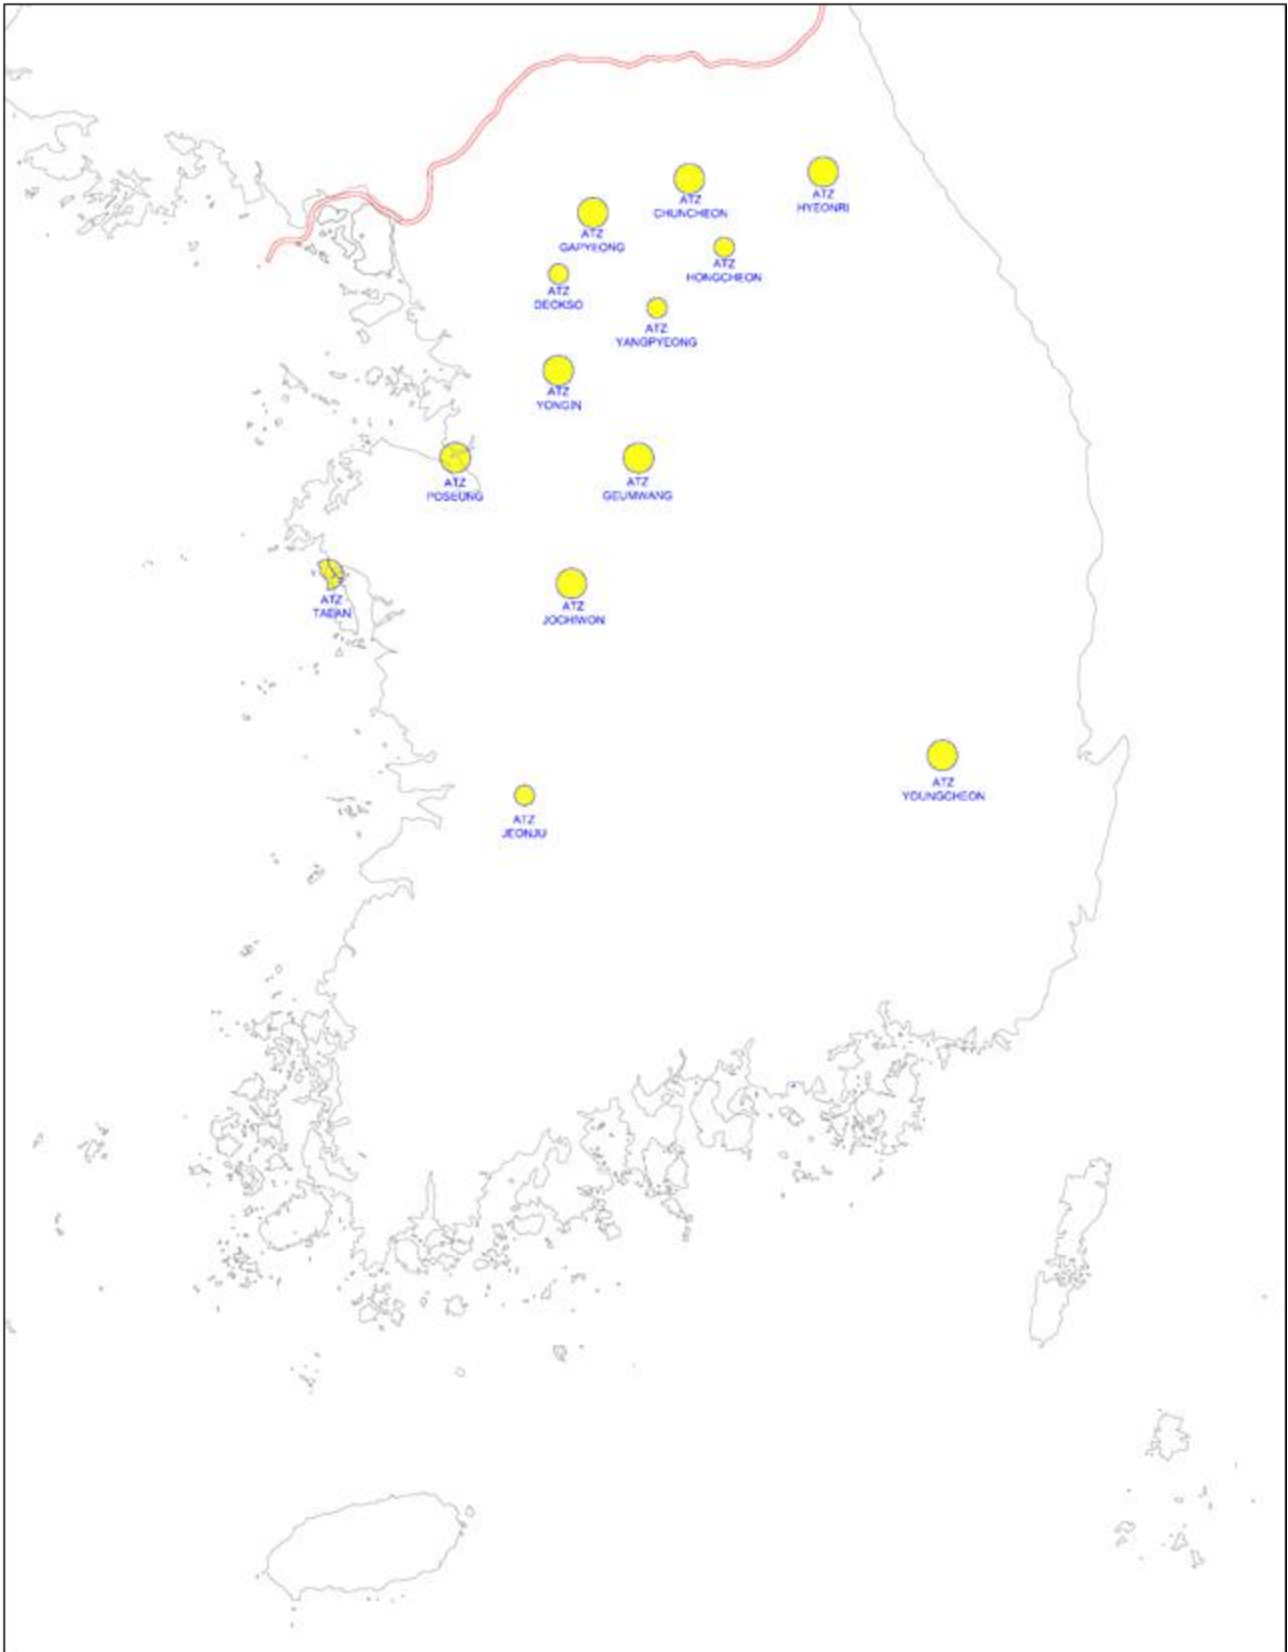 ATZ
HYEONRI
ATZ
CHUNCHEON
ATZ
GAPYEONG
ATZ
HONGCHEON
ATZ
DEOKSO
ATZ
YANGPYEONG
ATZ
YONGIN
ATZ
POSEUNG
ATZ
GEUMWANG
ATZ
TAEAN
ATZ
JOCHIWON
ATZ
YOUNGCHEON
ATZ
JEONJU